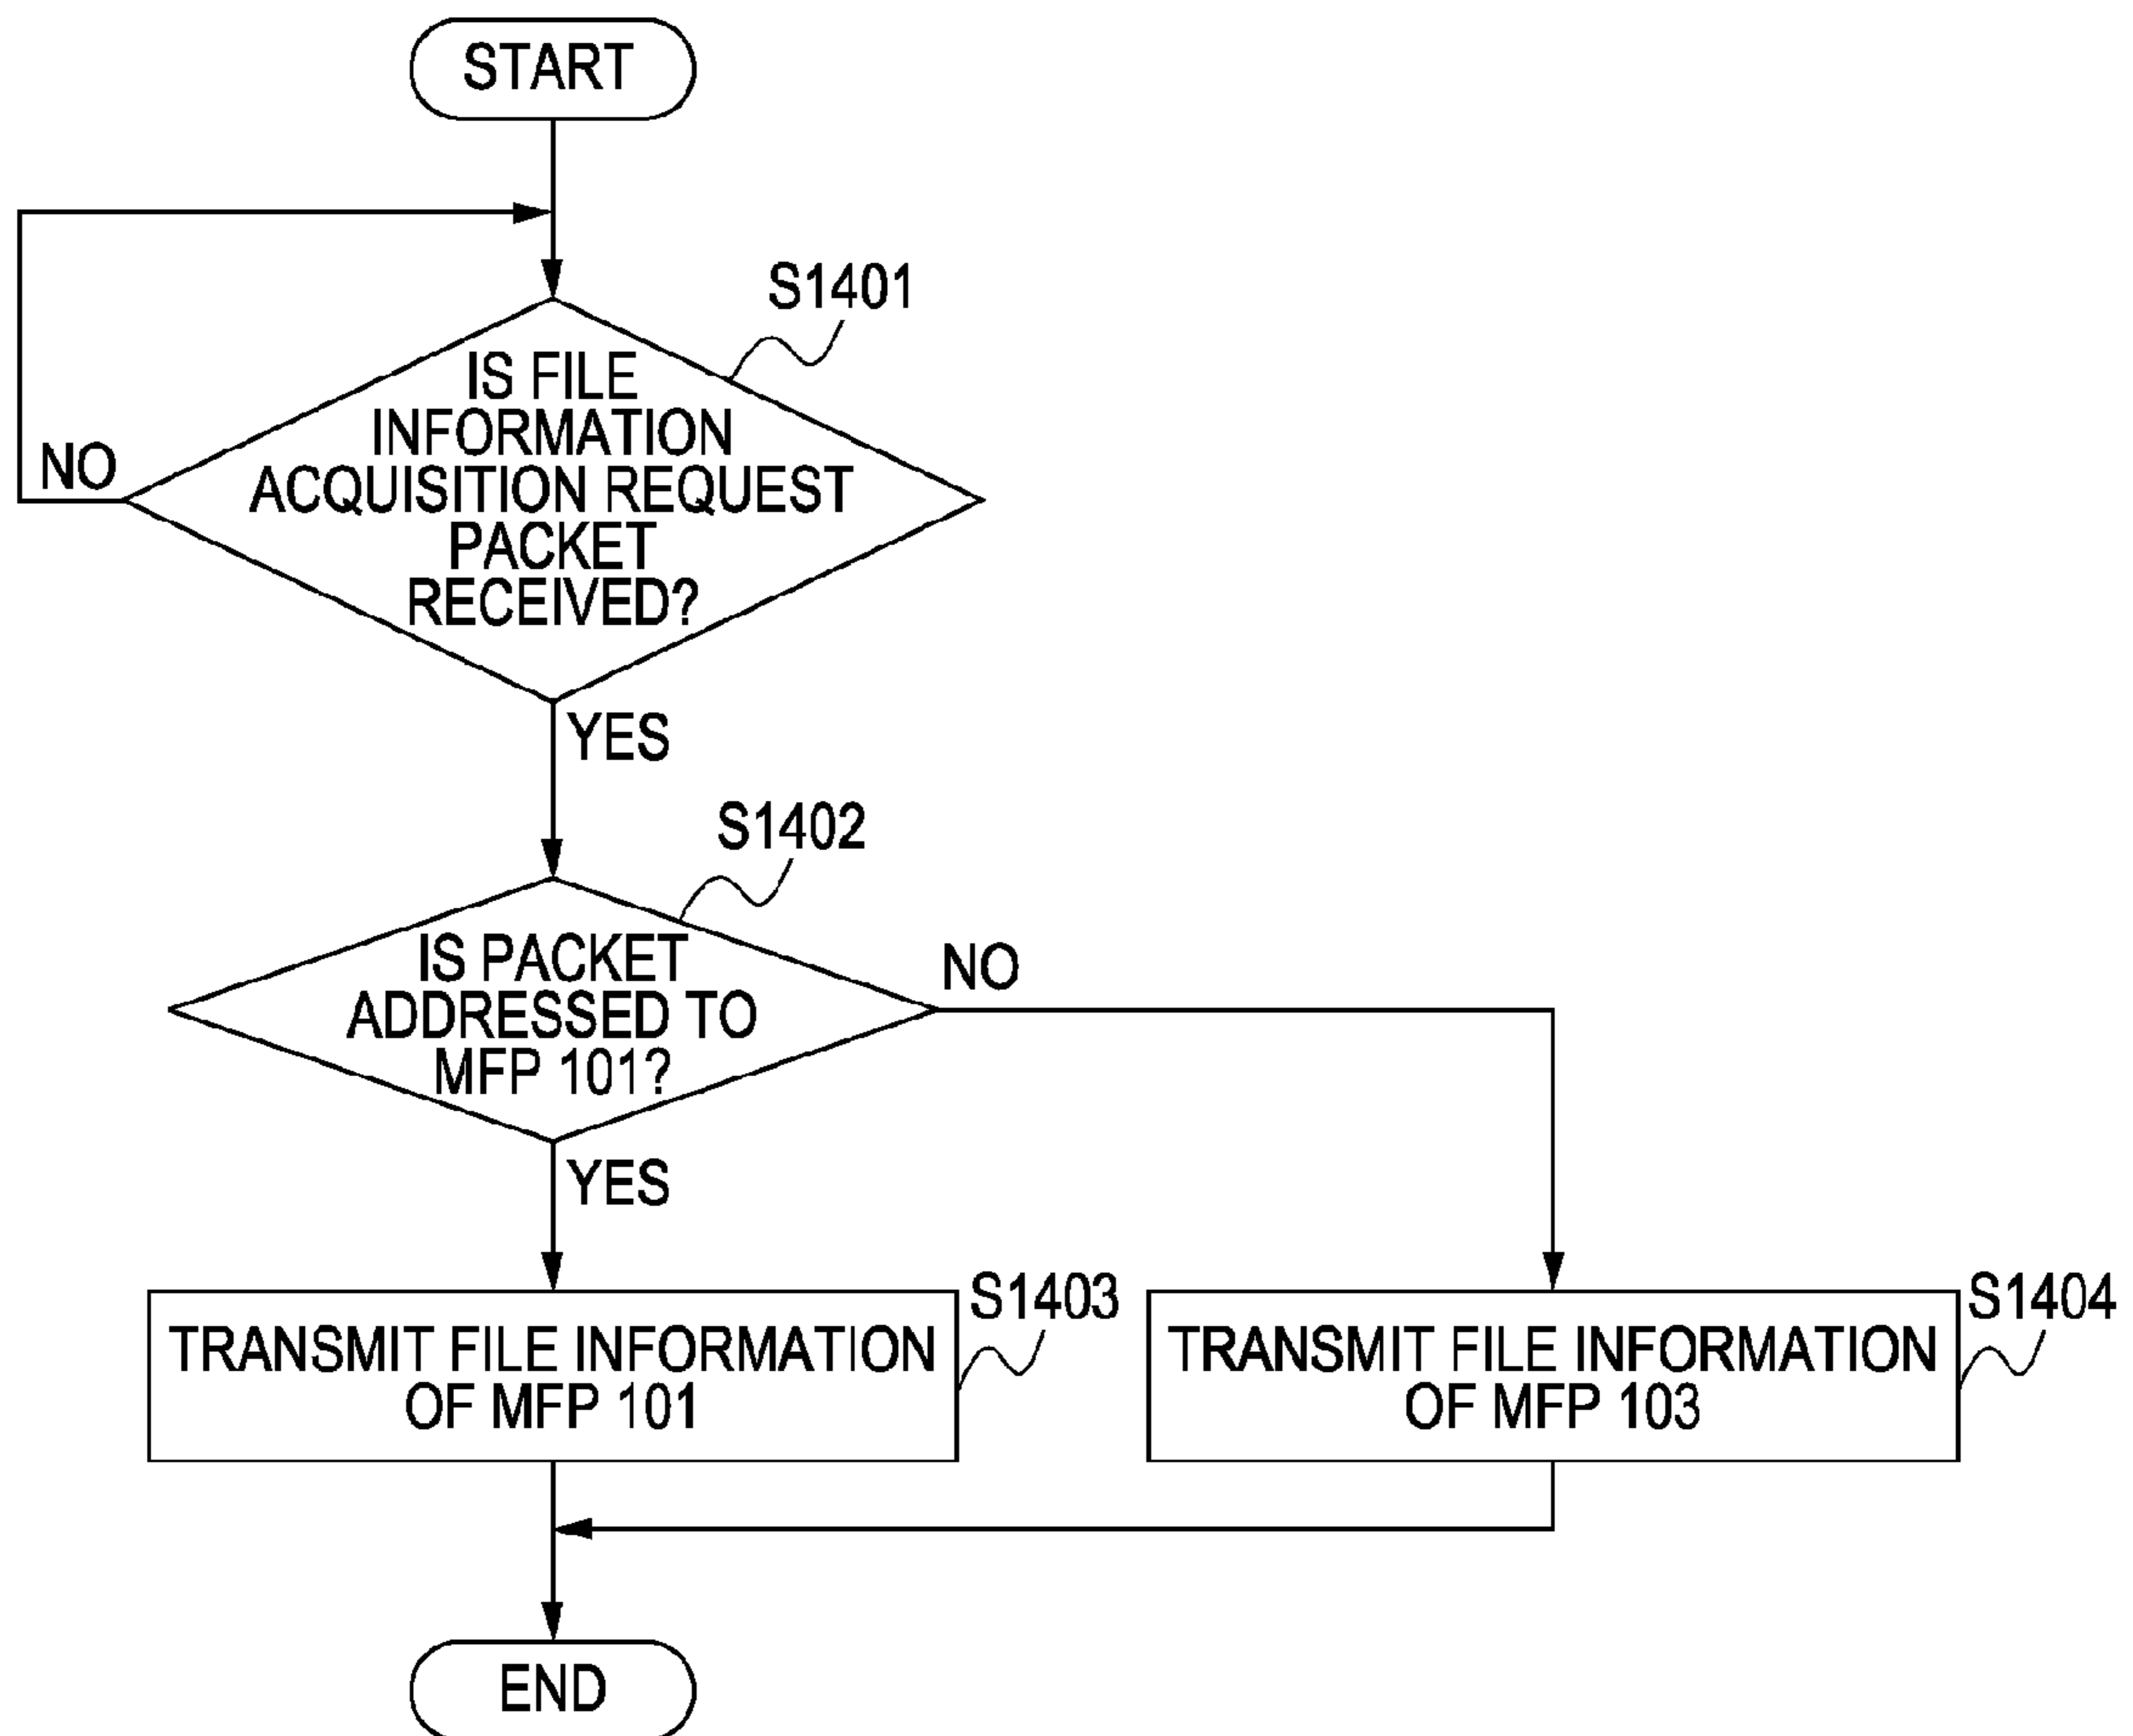 START
S1401
IS FILE
INFORMATION
ACQUISITION REQUEST
PACKET
RECEIVED?
NO
YES
S1402
IS PACKET
ADDRESSED TO
MFP 101?
NO
YES
S1403
TRANSMIT FILE INFORMATION
OF MFP 101
S1404
TRANSMIT FILE INFORMATION
OF MFP 103
END